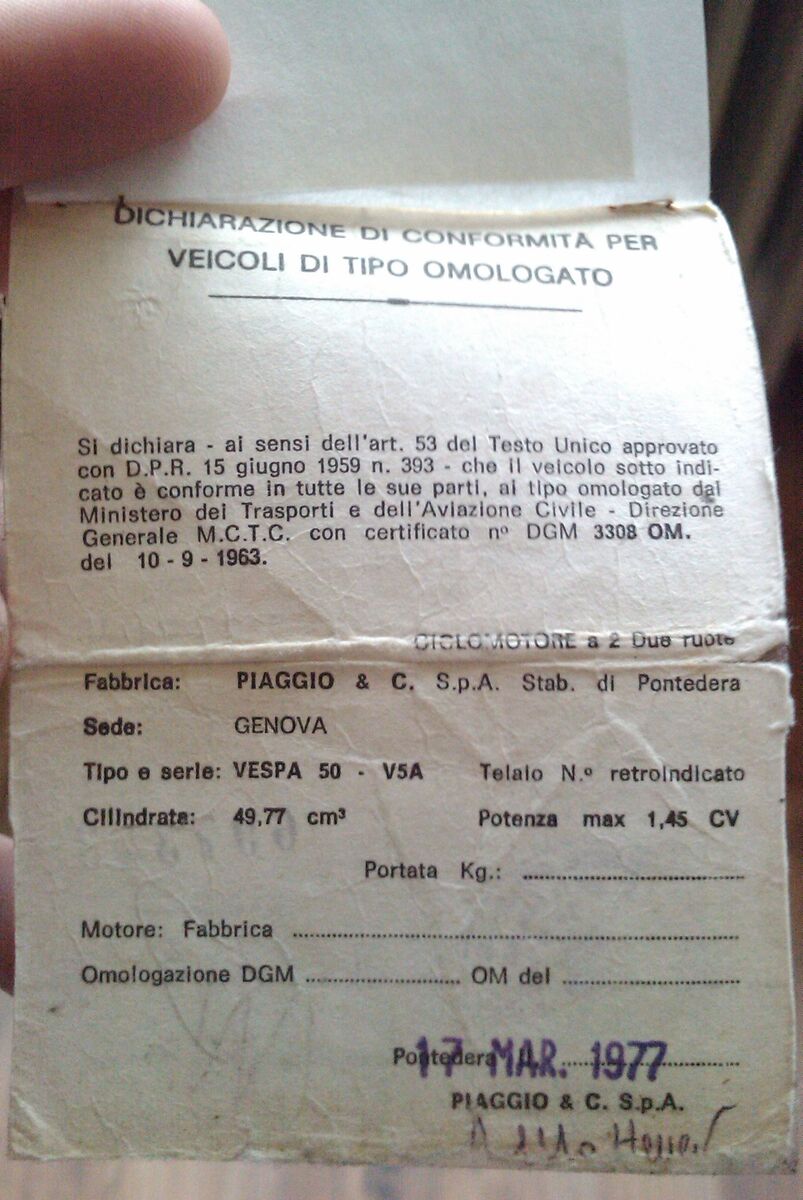 DICHIARAZIONE DI CONFORMITÀ PER
VEICOLI DI TIPO OMOLOGATO
Si dichiara - ai sensi dell'art. 53 del Testo Unico approvato
con D.P.R. 15 giugno 1959 n. 393 - che il veicolo sotto indi-
cato è conforme in tutte le sue parti, al tipo omologato dal
Ministero dei Trasporti e dell'Aviazione Civile - Direzione
Generale M.C.T.C. con certificato nº DGM 3308 OM.
del 10 - 9 - 1963.
CICLOMOTORE a 2 Due ruote
Fabbrica: PIAGGIO & C. S.p.A. Stab. di Pontedera
Sede: GENOVA
Tipo e serie: VESPA 50 - V5A Telaio N.º retroindicato
Cilindrata: 49,77 cm³ Potenza max 1,45 CV
Portata Kg.:
Motore: Fabbrica
Omologazione DGM OM del
Pontedera 17 MAR. 1977
PIAGGIO & C. S.p.A.